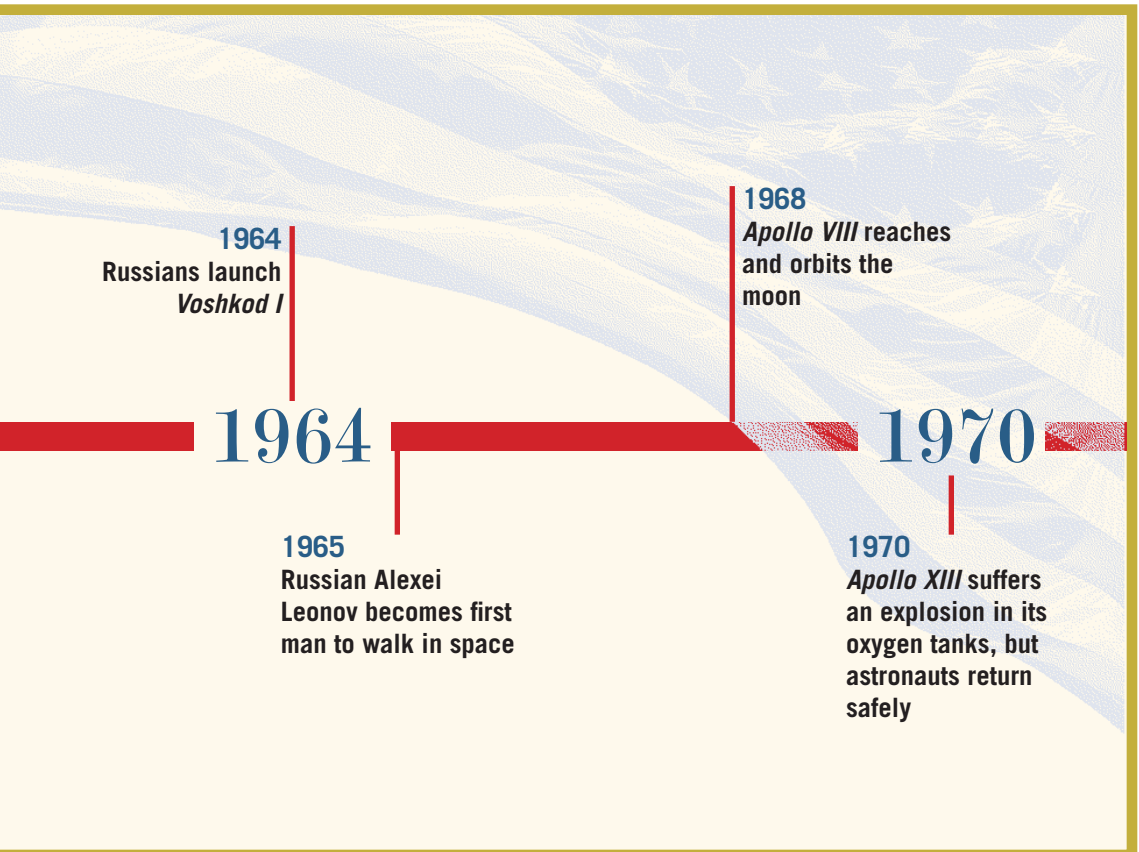 1964
Russians launch
Voshkod I
1968
Apollo VIII reaches
and orbits the
moon
1964
1970
1965
Russian Alexei
Leonov becomes first
man to walk in space
1970
Apollo XIII suffers
an explosion in its
oxygen tanks, but
astronauts return
safely